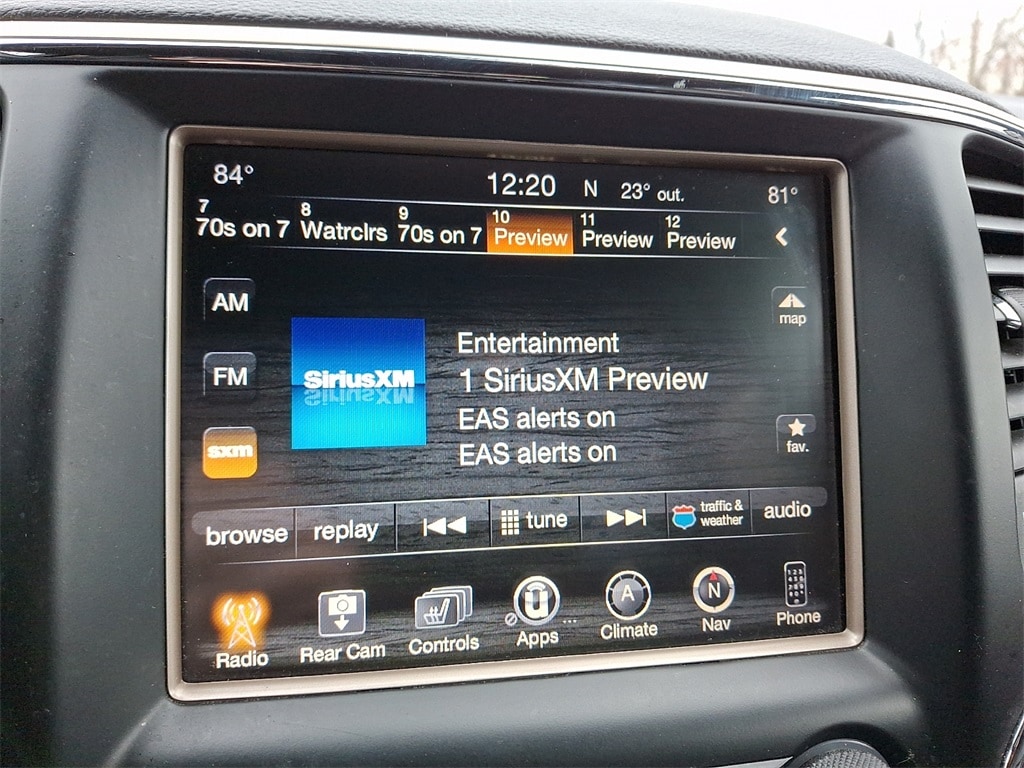 84° 12:20 N 23° out. 81°
7 8 9 10 11 12
70s on 7 Watrclrs 70s on 7 Preview Preview Preview
AM
map
Entertainment
FM
SiriusXM
1 SiriusXM Preview
EAS alerts on
fav.
sxm
EAS alerts on
browse replay tune traffic & weather audio
A N
Radio Rear Cam Controls Apps ... Climate Nav Phone